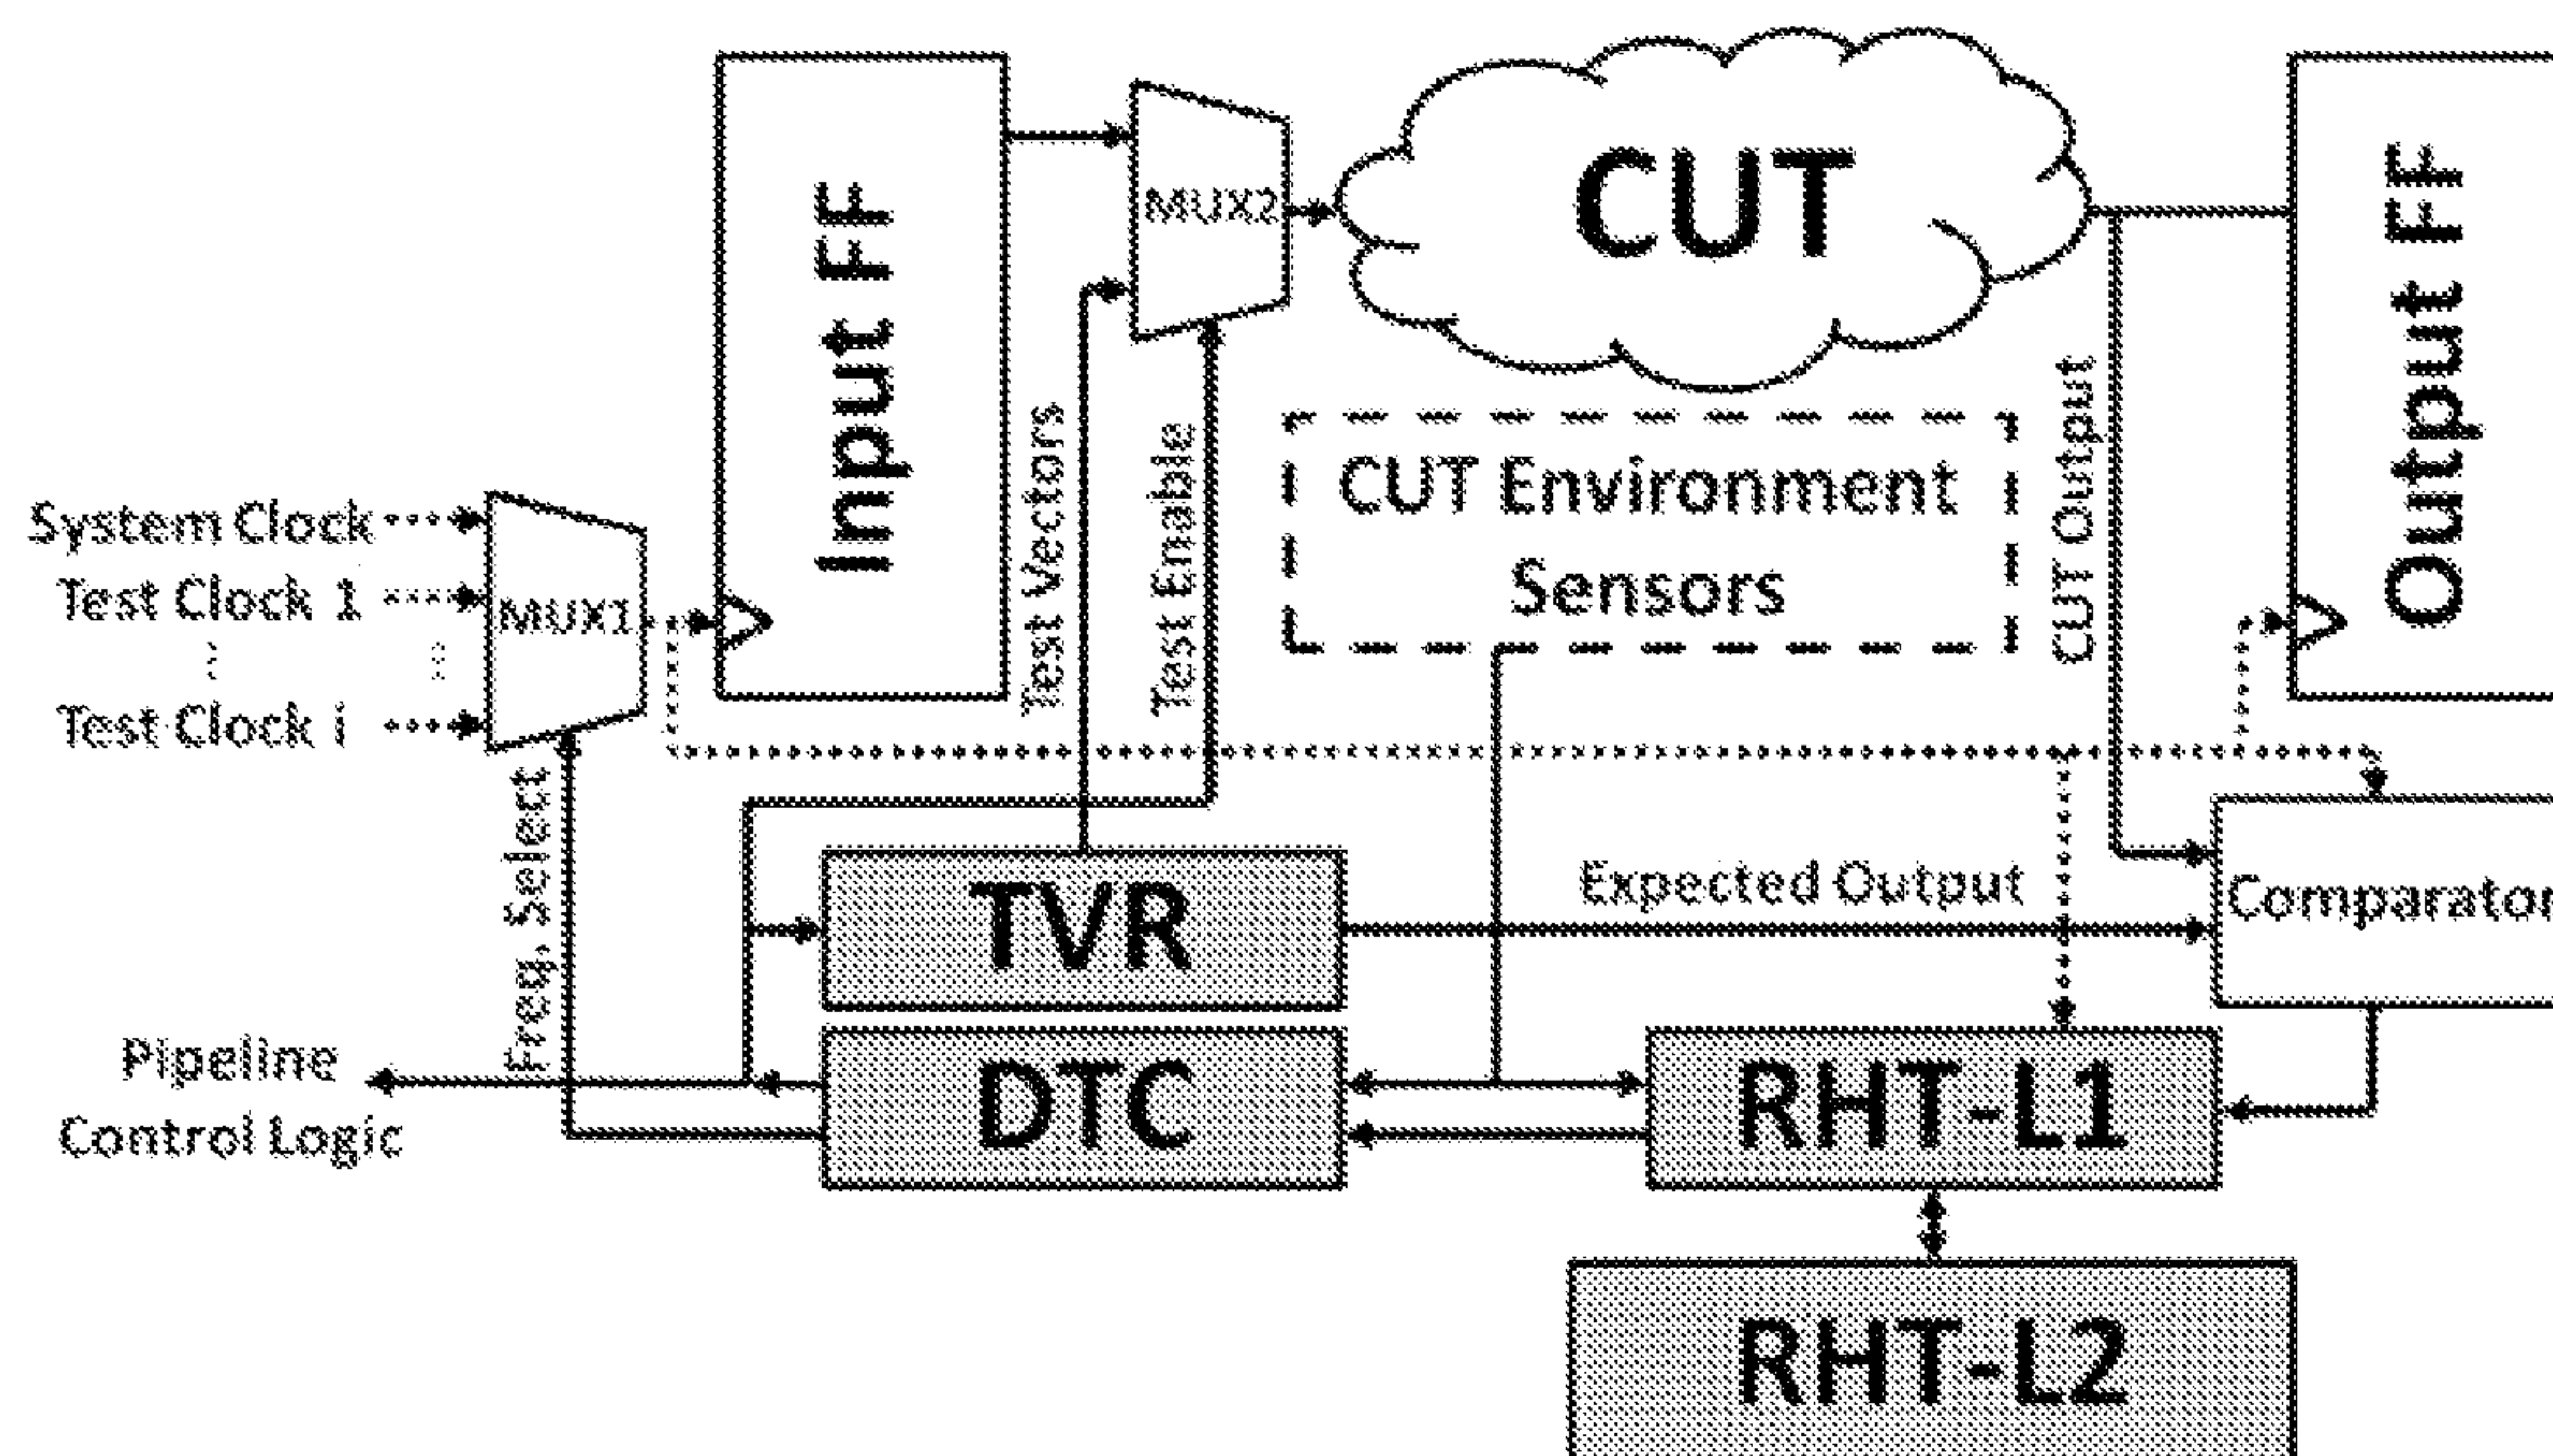 Input FF
MUX2
CUT
Output FF
Test Vectors
Test Enable
CUT Environment
Sensors
CUT Output
System Clock
Test Clock 1
Test Clock i
MUX1
Freq. Select
TVR
Expected Output
Comparator
Pipeline
Control Logic
DTC
RHT-L1
RHT-L2